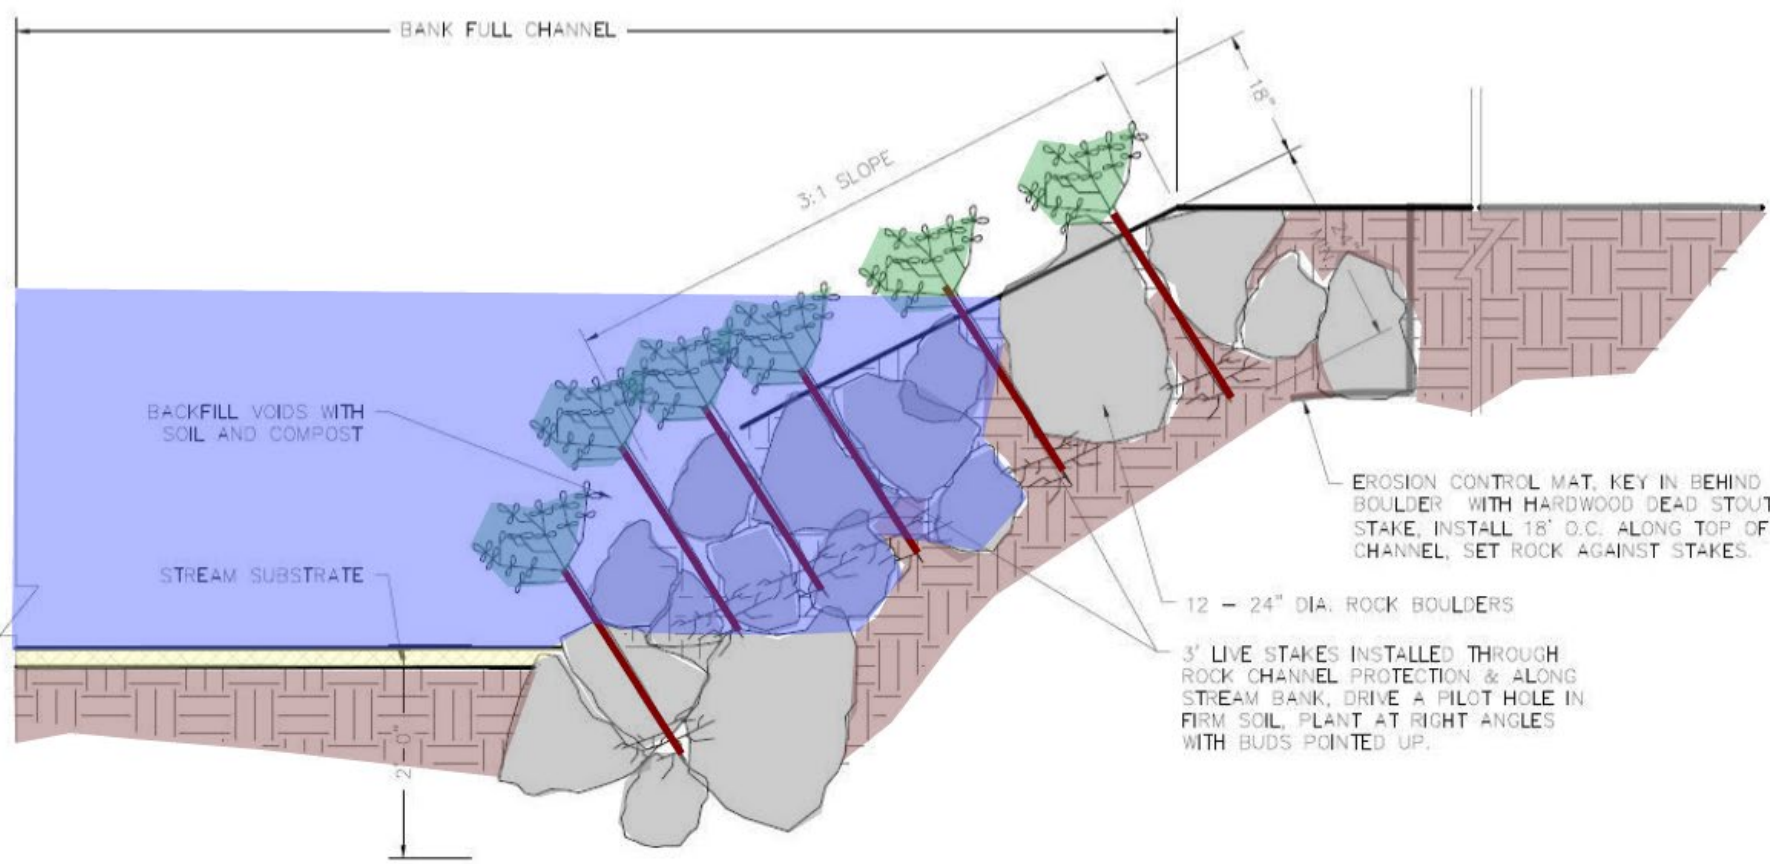 BANK FULL CHANNEL
18"
3:1 SLOPE
BACKFILL VOIDS WITH
SOIL AND COMPOST
STREAM SUBSTRATE
2'-0"
EROSION CONTROL MAT, KEY IN BEHIND
BOULDER WITH HARDWOOD DEAD STOUT
STAKE, INSTALL 18' O.C. ALONG TOP OF
CHANNEL, SET ROCK AGAINST STAKES.
12 - 24" DIA. ROCK BOULDERS
3' LIVE STAKES INSTALLED THROUGH
ROCK CHANNEL PROTECTION & ALONG
STREAM BANK, DRIVE A PILOT HOLE IN
FIRM SOIL, PLANT AT RIGHT ANGLES
WITH BUDS POINTED UP.